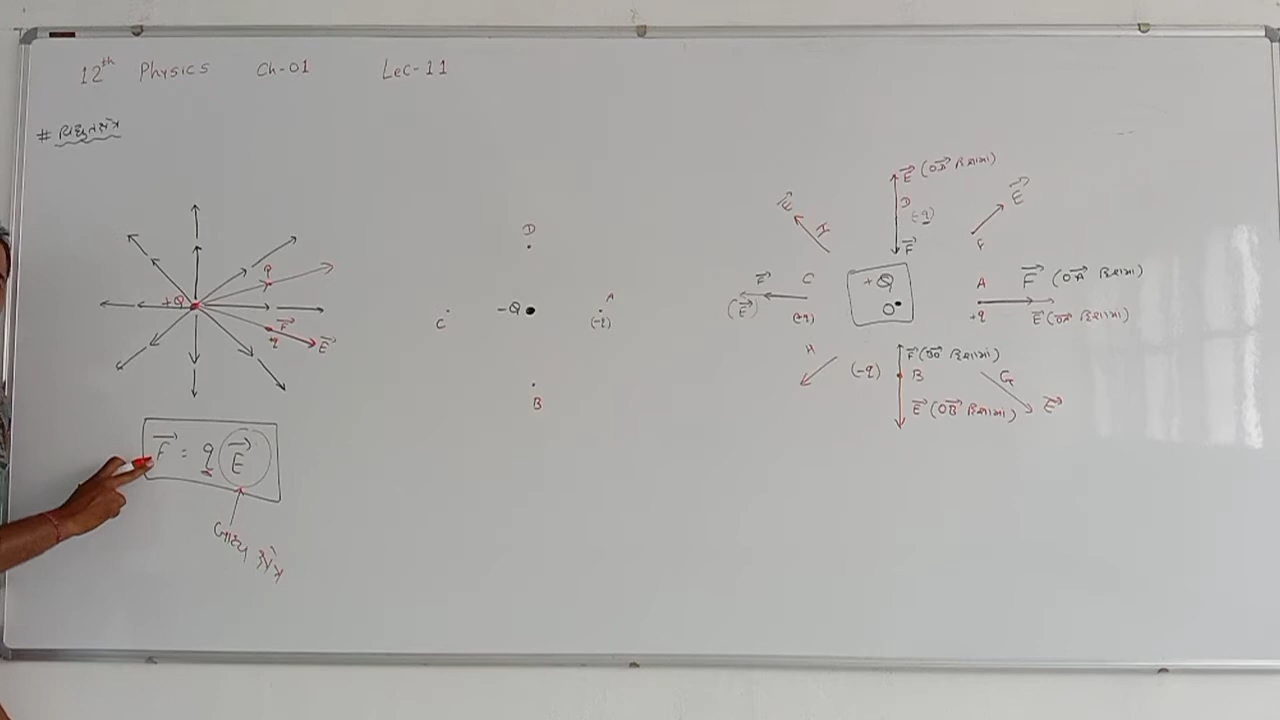 12th Physics Ch-01 Lec-11
# વિદ્યુતક્ષેત્ર
+Q
q
F⃗
q
E⃗
F⃗ = q E⃗
બાહ્ય ક્ષેત્ર
D
-Q
A
(-q)
C
B
E⃗ (OD⃗ દિશામાં)
D
(-q)
F⃗
E⃗
I
E⃗
F
F⃗
C
(E⃗)
(+q)
+Q
O
A
F⃗ (OA⃗ દિશામાં)
+q
E⃗ (OA⃗ દિશામાં)
H
(-q)
F⃗ (BO⃗ દિશામાં)
B
G
E⃗ (OB⃗ દિશામાં)
E⃗